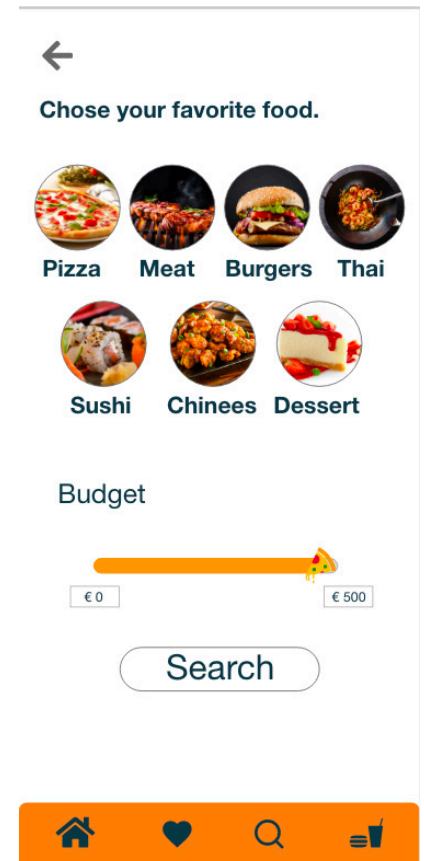 Chose your favorite food.
Pizza Meat Burgers Thai
Sushi Chinees Dessert
Budget
€ 0 € 500
Search